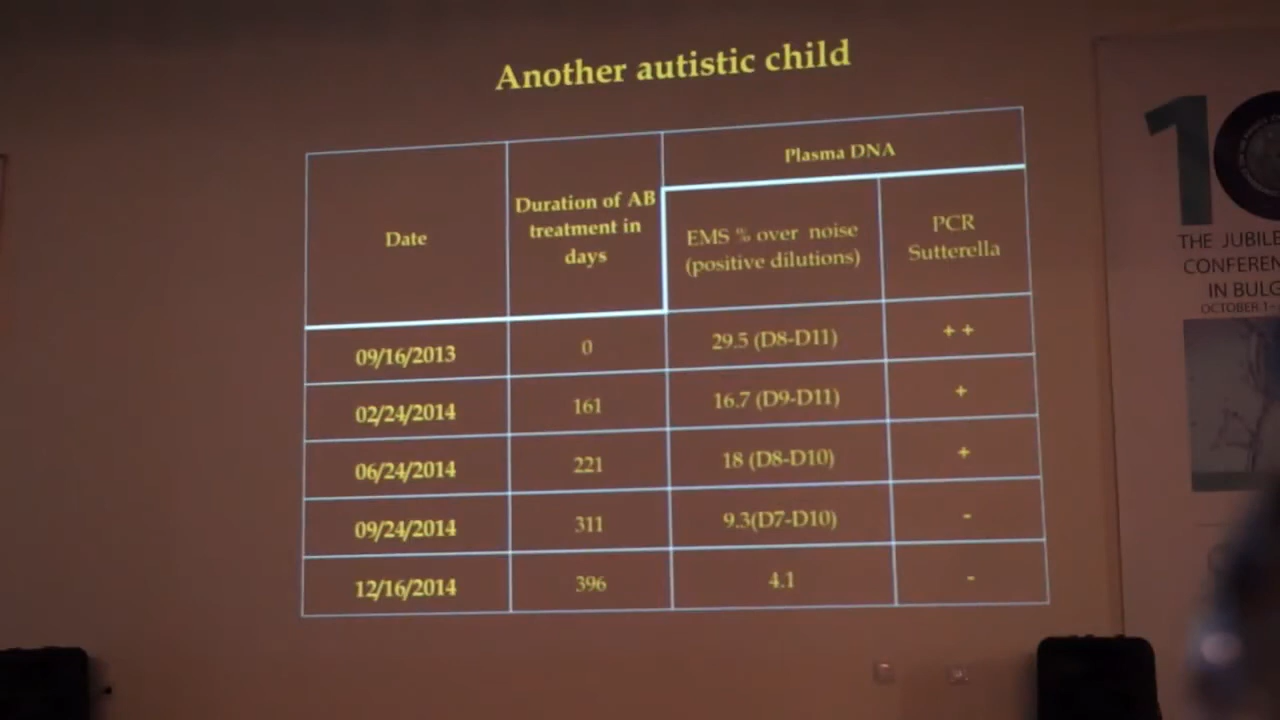 Another autistic child
Plasma DNA
Date
Duration of AB
treatment in
days
EMS % over noise
(positive dilutions)
PCR
Sutterella
09/16/2013 0 29.5 (D8-D11) + +
02/24/2014 161 16.7 (D9-D11) +
06/24/2014 221 18 (D8-D10) +
09/24/2014 311 9.3(D7-D10) -
12/16/2014 396 4.1 -
10
THE JUBILE
CONFEREN
IN BULG
OCTOBER 1